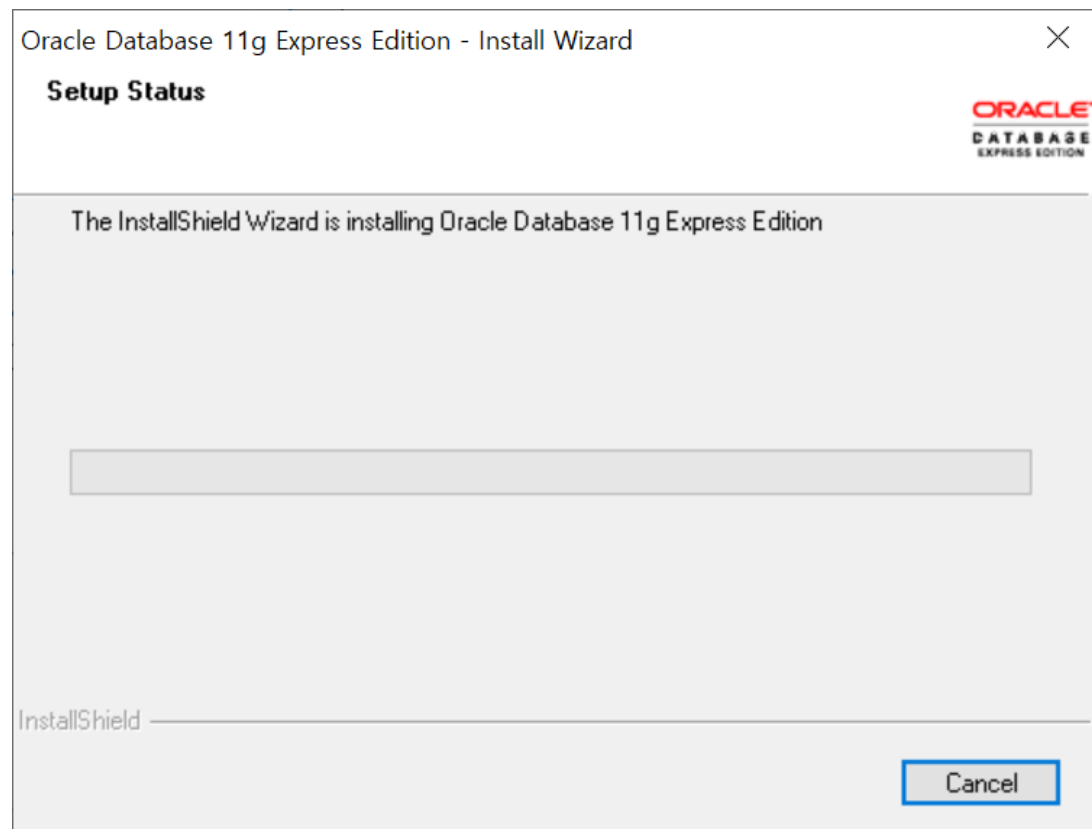 Oracle Database 11g Express Edition - Install Wizard
Setup Status
ORACLE
DATABASE
EXPRESS EDITION
The InstallShield Wizard is installing Oracle Database 11g Express Edition
InstallShield
Cancel